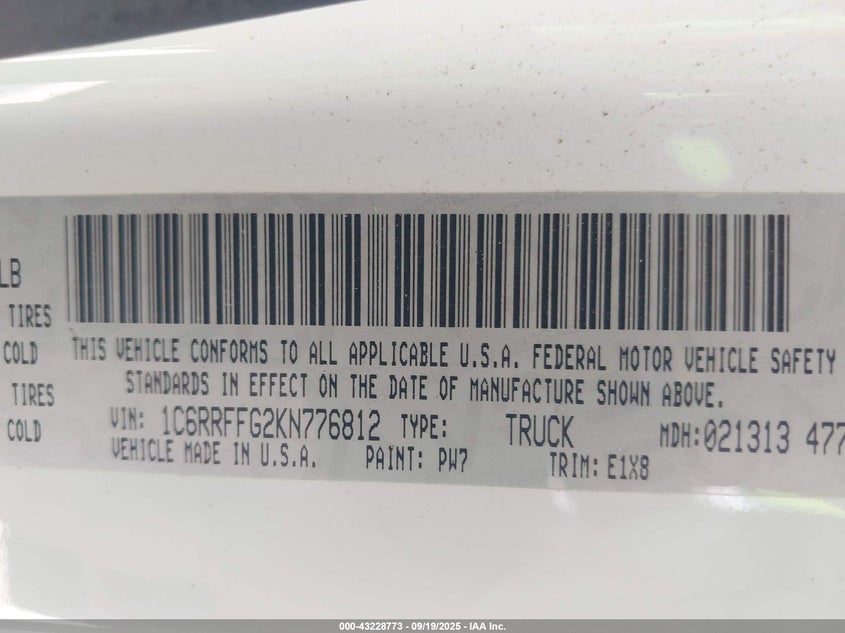 LB
TIRES
COLD
TIRES
COLD
THIS VEHICLE CONFORMS TO ALL APPLICABLE U.S.A. FEDERAL MOTOR VEHICLE SAFETY
STANDARDS IN EFFECT ON THE DATE OF MANUFACTURE SHOWN ABOVE.
VIN: 1C6RRFFG2KN776812 TYPE: TRUCK MDH:021313 477
VEHICLE MADE IN U.S.A. PAINT: PW7 TRIM: E1X8
000-43228773 - 09/19/2025 - IAA Inc.